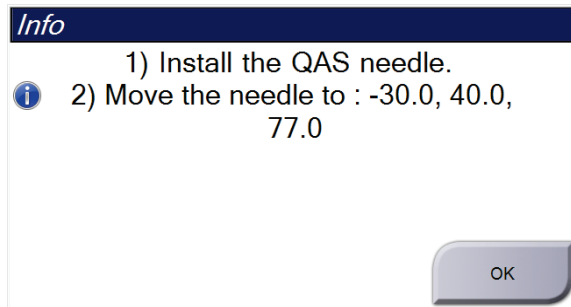 Info
1) Install the QAS needle.
2) Move the needle to : -30.0, 40.0,
77.0
OK